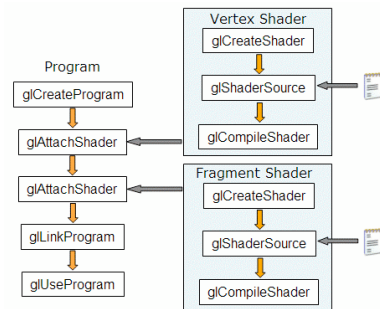 Program
glCreateProgram
glAttachShader
glAttachShader
glLinkProgram
glUseProgram
Vertex Shader
glCreateShader
glShaderSource
glCompileShader
Fragment Shader
glCreateShader
glShaderSource
glCompileShader